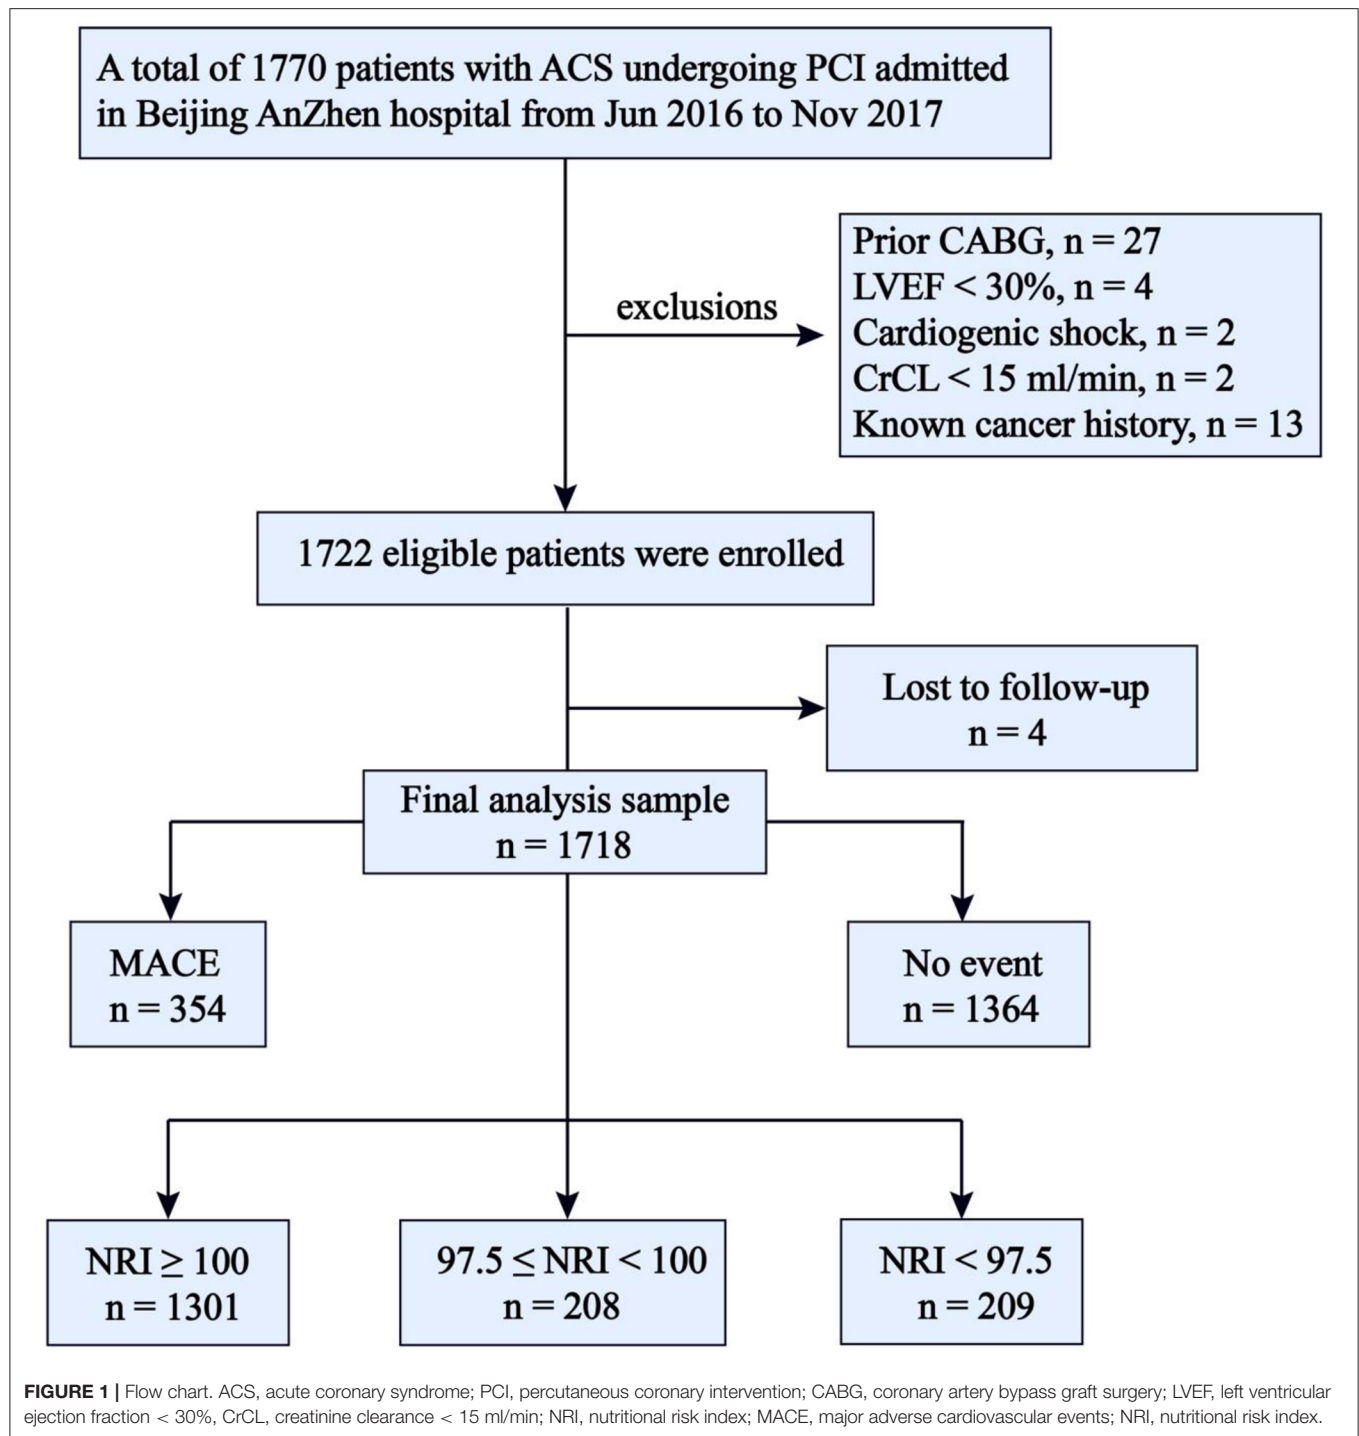 A total of 1770 patients with ACS undergoing PCI admitted
in Beijing AnZhen hospital from Jun 2016 to Nov 2017
exclusions
Prior CABG, n = 27
LVEF < 30%, n = 4
Cardiogenic shock, n = 2
CrCL < 15 ml/min, n = 2
Known cancer history, n = 13
1722 eligible patients were enrolled
Lost to follow-up
n = 4
Final analysis sample
n = 1718
MACE
n = 354
No event
n = 1364
NRI ≥ 100
n = 1301
97.5 ≤ NRI < 100
n = 208
NRI < 97.5
n = 209
FIGURE 1 | Flow chart. ACS, acute coronary syndrome; PCI, percutaneous coronary intervention; CABG, coronary artery bypass graft surgery; LVEF, left ventricular
ejection fraction < 30%, CrCL, creatinine clearance < 15 ml/min; NRI, nutritional risk index; MACE, major adverse cardiovascular events; NRI, nutritional risk index.